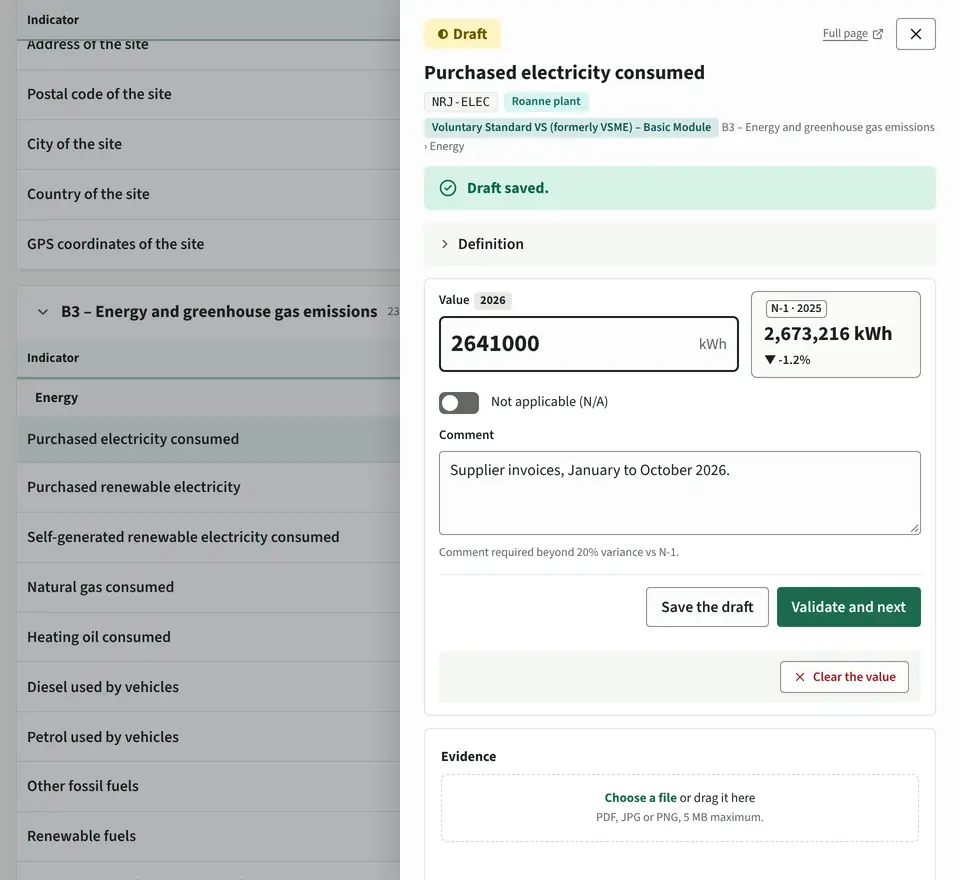 Indicator
Address of the site
Postal code of the site
City of the site
Country of the site
GPS coordinates of the site
B3 – Energy and greenhouse gas emissions 23
Indicator
Energy
Purchased electricity consumed
Purchased renewable electricity
Self-generated renewable electricity consumed
Natural gas consumed
Heating oil consumed
Diesel used by vehicles
Petrol used by vehicles
Other fossil fuels
Renewable fuels
Draft
Full page
Purchased electricity consumed
NRJ-ELEC Roanne plant
Voluntary Standard VS (formerly VSME) – Basic Module B3 – Energy and greenhouse gas emissions
› Energy
Draft saved.
Definition
Value 2026
2641000 kWh
N-1 · 2025
2,673,216 kWh
▼ -1.2%
Not applicable (N/A)
Comment
Supplier invoices, January to October 2026.
Comment required beyond 20% variance vs N-1.
Save the draft
Validate and next
Clear the value
Evidence
Choose a file or drag it here
PDF, JPG or PNG, 5 MB maximum.